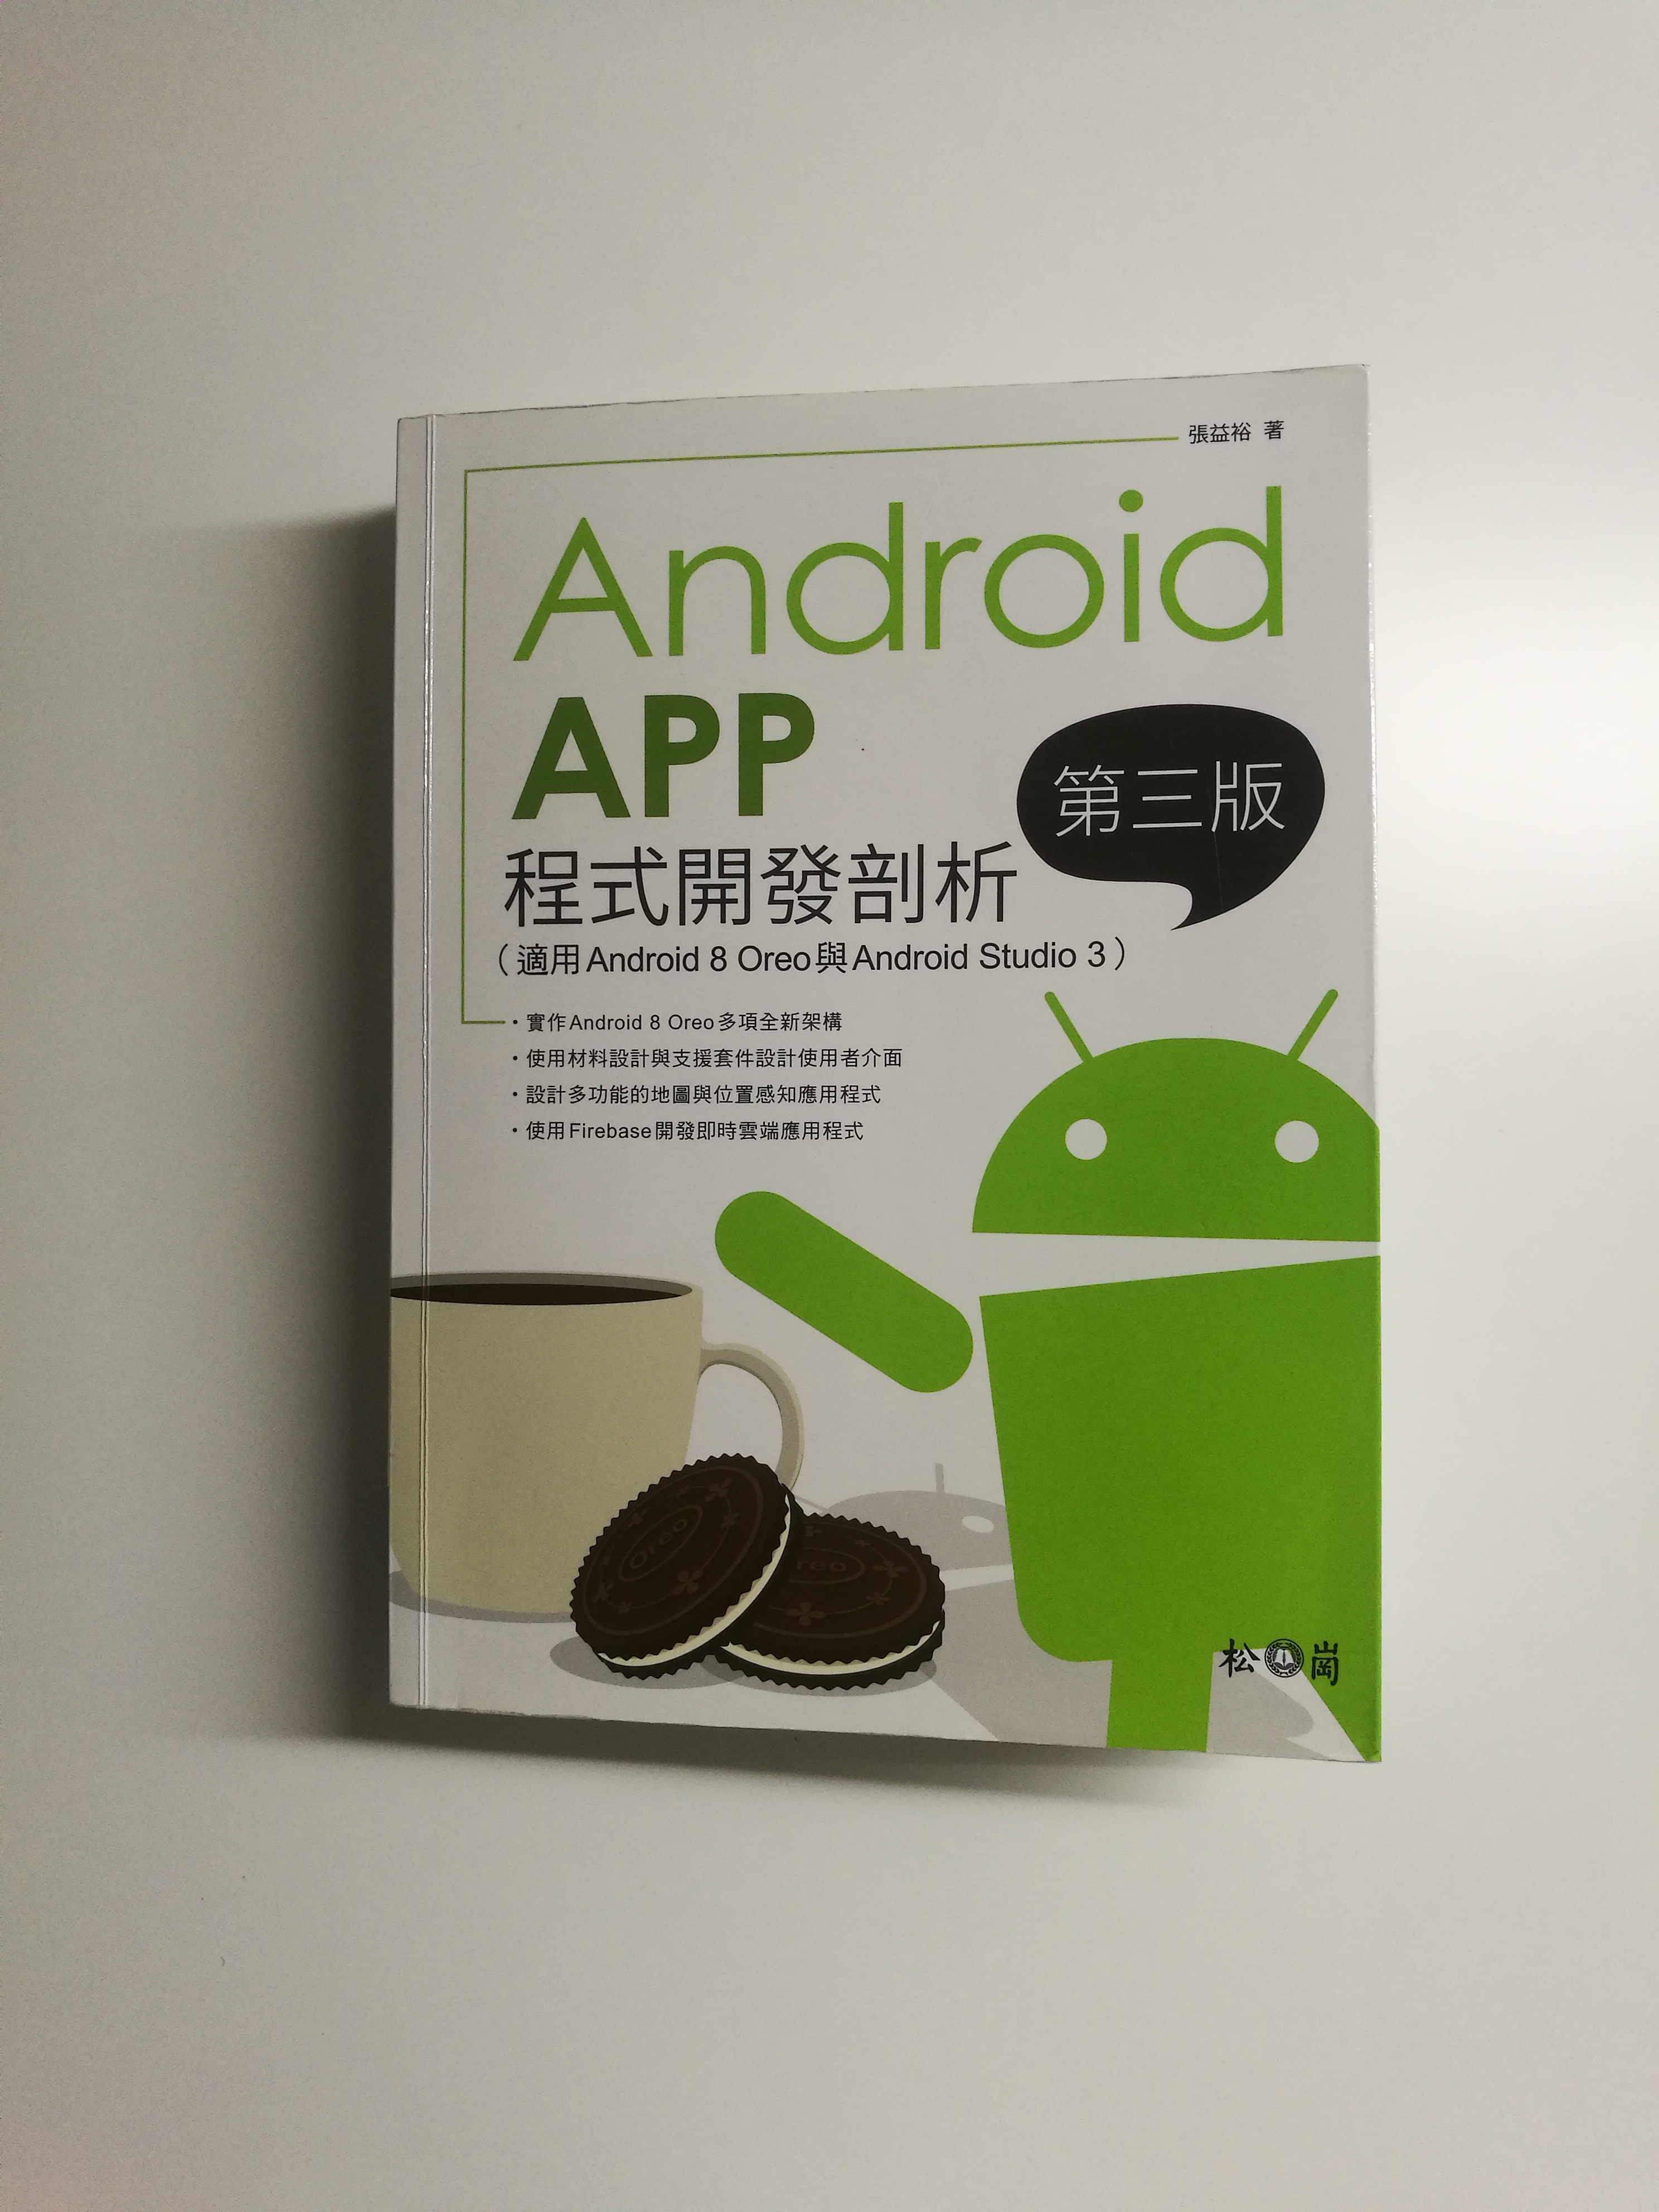 張益裕 著
Android
APP
第三版
程式開發剖析
（適用Android 8 Oreo與Android Studio 3）
・實作Android 8 Oreo多項全新架構
・使用材料設計與支援套件設計使用者介面
・設計多功能的地圖與位置感知應用程式
・使用Firebase開發即時雲端應用程式
Oreo
reo
松崗